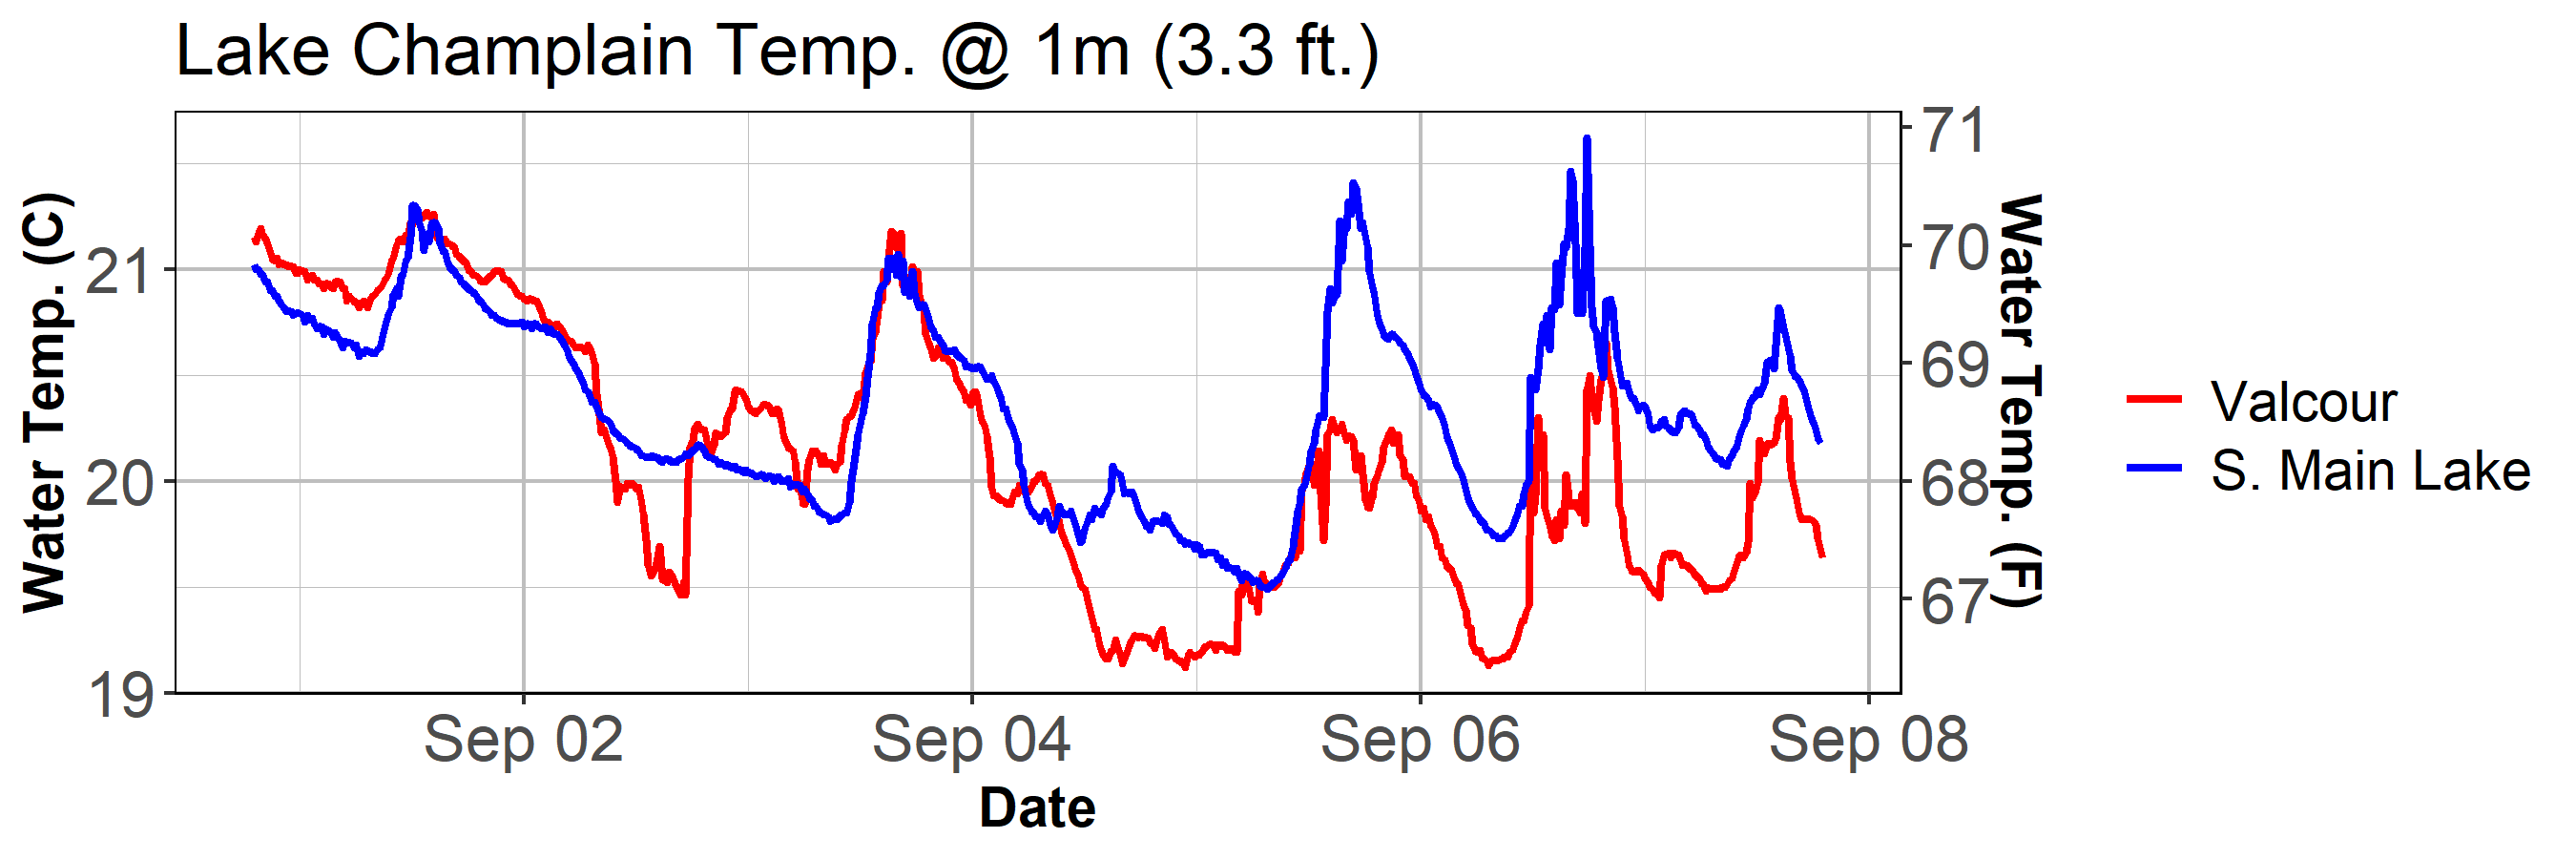 Lake Champlain Temp. @ 1m (3.3 ft.)
Water Temp. (C)
21
20
19
71
70
69
68
67
Water Temp. (F)
Sep 02
Sep 04
Sep 06
Sep 08
Date
Valcour
S. Main Lake